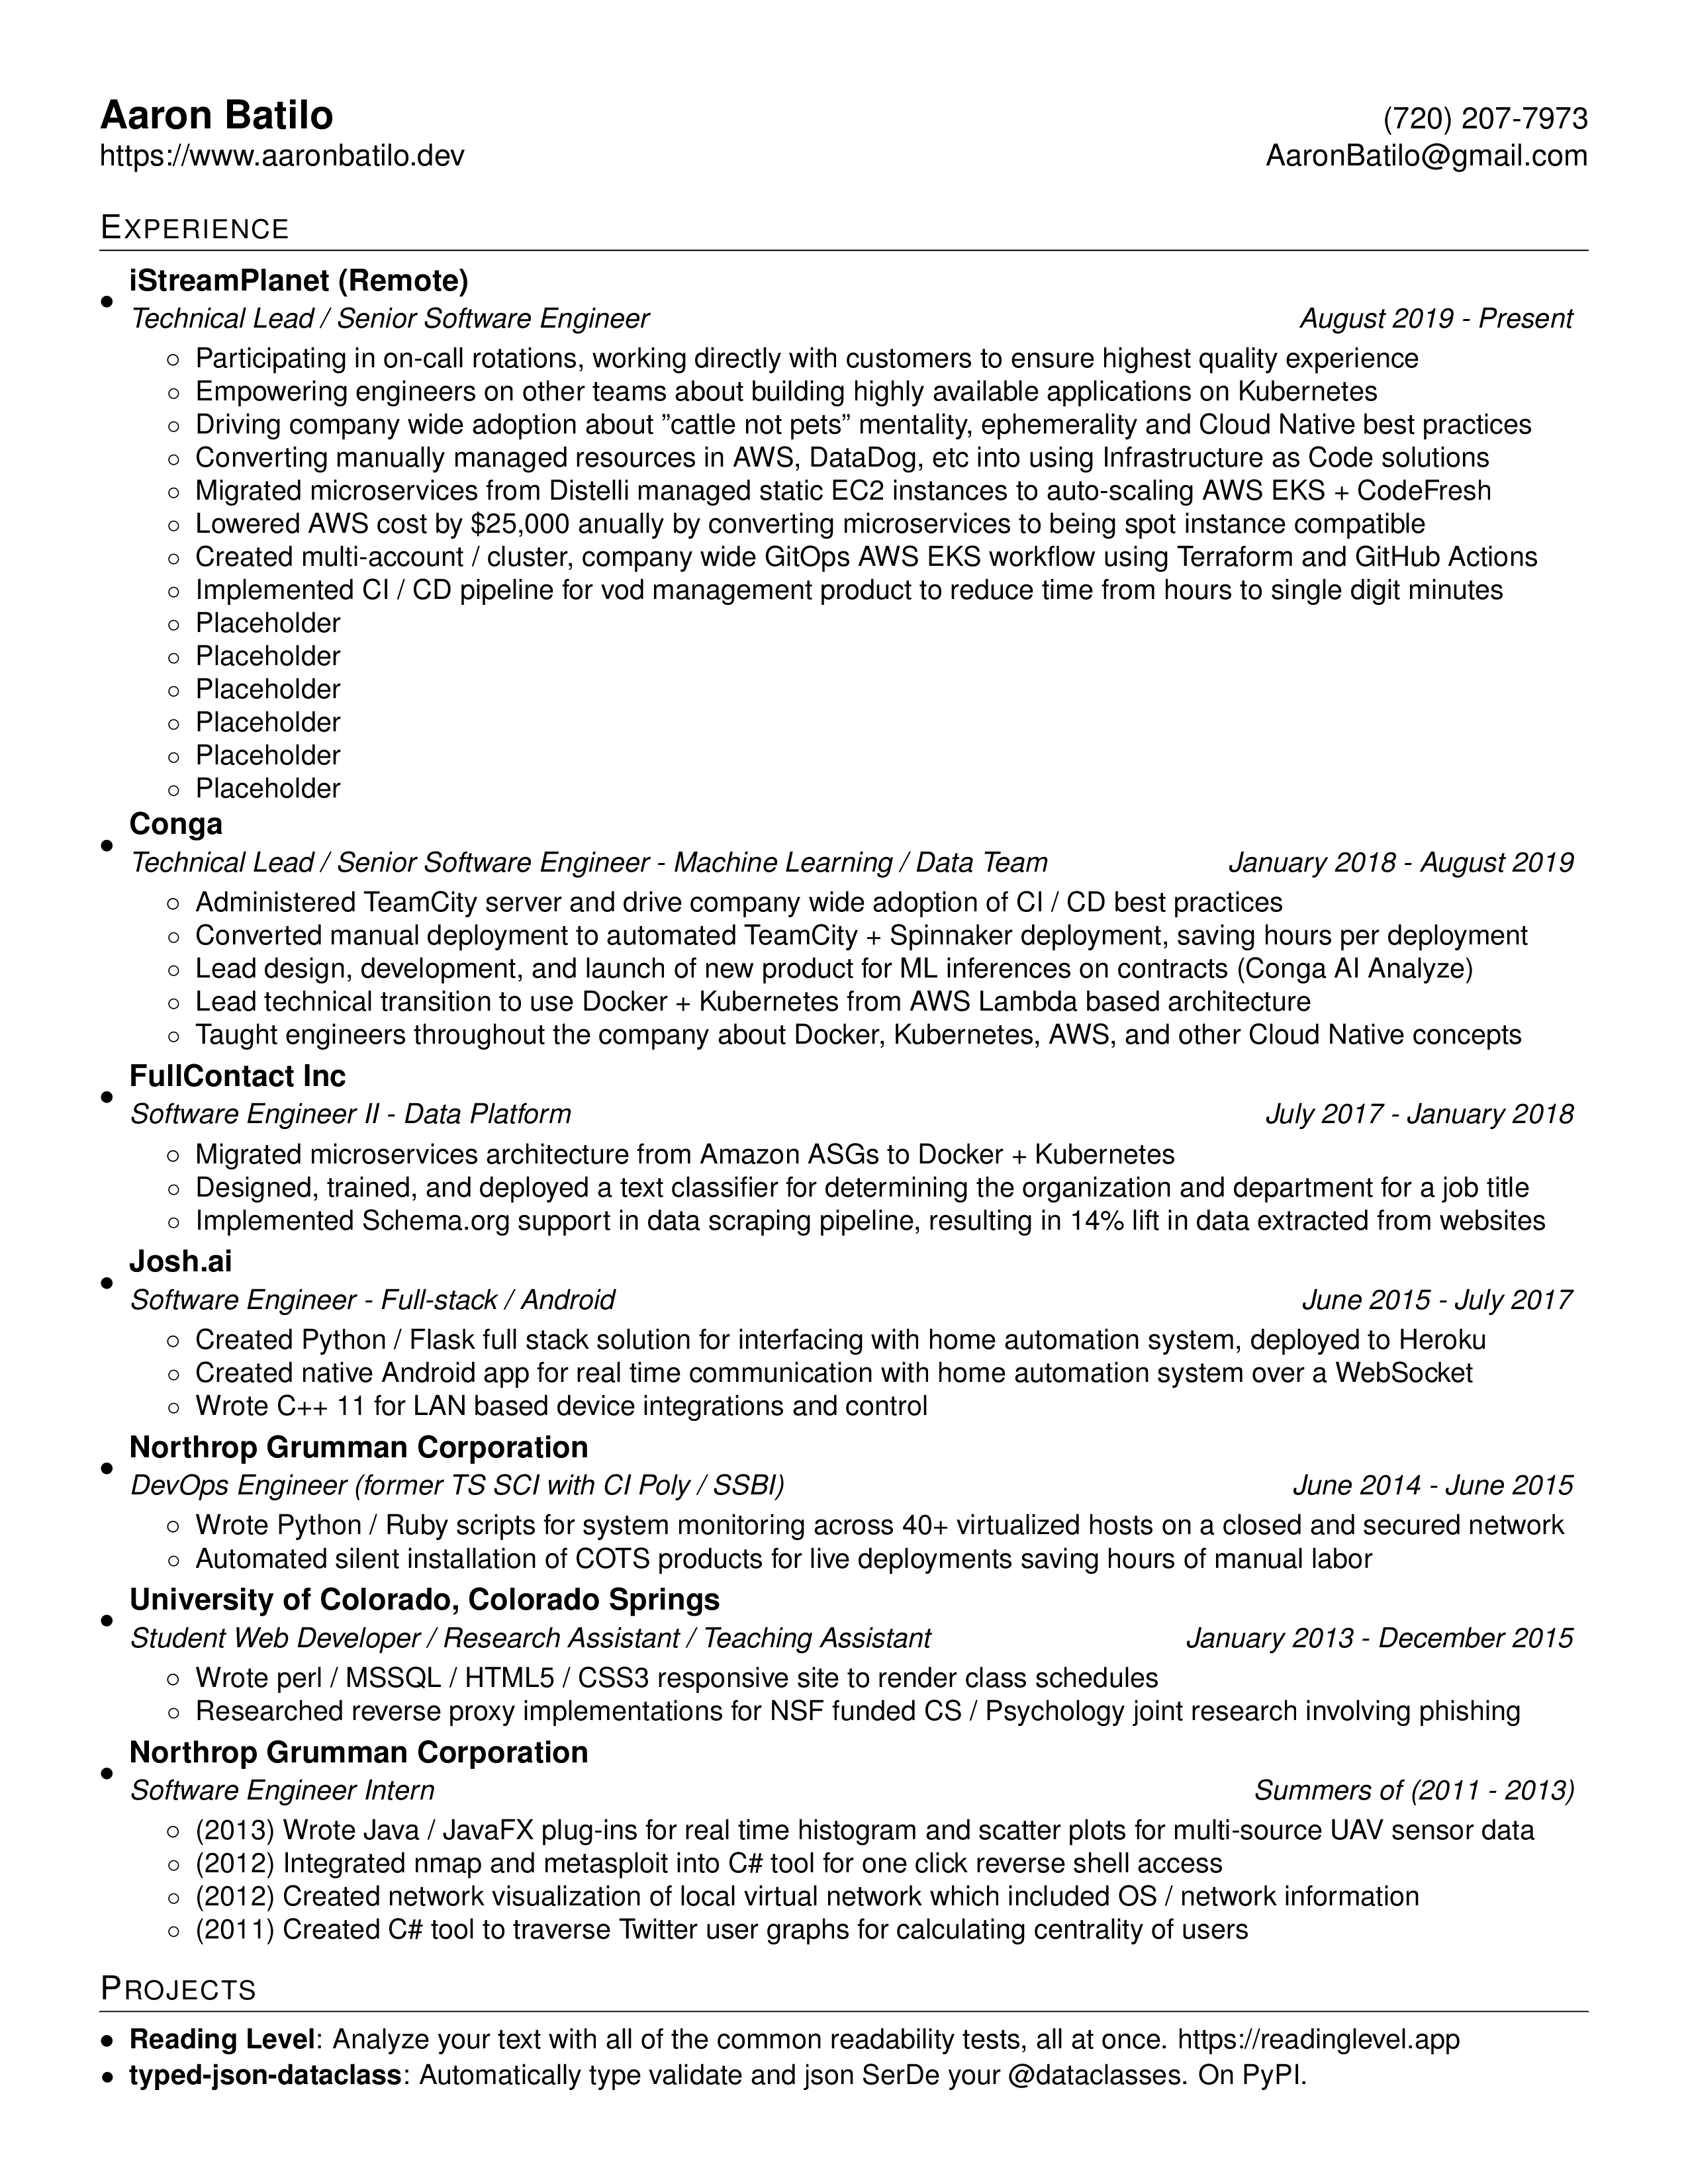 Aaron Batilo (720) 207-7973
https://www.aaronbatilo.dev AaronBatilo@gmail.com
EXPERIENCE
iStreamPlanet (Remote)
Technical Lead / Senior Software Engineer August 2019 - Present
Participating in on-call rotations, working directly with customers to ensure highest quality experience
Empowering engineers on other teams about building highly available applications on Kubernetes
Driving company wide adoption about ”cattle not pets” mentality, ephemerality and Cloud Native best practices
Converting manually managed resources in AWS, DataDog, etc into using Infrastructure as Code solutions
Migrated microservices from Distelli managed static EC2 instances to auto-scaling AWS EKS + CodeFresh
Lowered AWS cost by $25,000 anually by converting microservices to being spot instance compatible
Created multi-account / cluster, company wide GitOps AWS EKS workflow using Terraform and GitHub Actions
Implemented CI / CD pipeline for vod management product to reduce time from hours to single digit minutes
Placeholder
Placeholder
Placeholder
Placeholder
Placeholder
Placeholder
Conga
Technical Lead / Senior Software Engineer - Machine Learning / Data Team January 2018 - August 2019
Administered TeamCity server and drive company wide adoption of CI / CD best practices
Converted manual deployment to automated TeamCity + Spinnaker deployment, saving hours per deployment
Lead design, development, and launch of new product for ML inferences on contracts (Conga AI Analyze)
Lead technical transition to use Docker + Kubernetes from AWS Lambda based architecture
Taught engineers throughout the company about Docker, Kubernetes, AWS, and other Cloud Native concepts
FullContact Inc
Software Engineer II - Data Platform July 2017 - January 2018
Migrated microservices architecture from Amazon ASGs to Docker + Kubernetes
Designed, trained, and deployed a text classifier for determining the organization and department for a job title
Implemented Schema.org support in data scraping pipeline, resulting in 14% lift in data extracted from websites
Josh.ai
Software Engineer - Full-stack / Android June 2015 - July 2017
Created Python / Flask full stack solution for interfacing with home automation system, deployed to Heroku
Created native Android app for real time communication with home automation system over a WebSocket
Wrote C++ 11 for LAN based device integrations and control
Northrop Grumman Corporation
DevOps Engineer (former TS SCI with CI Poly / SSBI) June 2014 - June 2015
Wrote Python / Ruby scripts for system monitoring across 40+ virtualized hosts on a closed and secured network
Automated silent installation of COTS products for live deployments saving hours of manual labor
University of Colorado, Colorado Springs
Student Web Developer / Research Assistant / Teaching Assistant January 2013 - December 2015
Wrote perl / MSSQL / HTML5 / CSS3 responsive site to render class schedules
Researched reverse proxy implementations for NSF funded CS / Psychology joint research involving phishing
Northrop Grumman Corporation
Software Engineer Intern Summers of (2011 - 2013)
(2013) Wrote Java / JavaFX plug-ins for real time histogram and scatter plots for multi-source UAV sensor data
(2012) Integrated nmap and metasploit into C# tool for one click reverse shell access
(2012) Created network visualization of local virtual network which included OS / network information
(2011) Created C# tool to traverse Twitter user graphs for calculating centrality of users
PROJECTS
Reading Level: Analyze your text with all of the common readability tests, all at once. https://readinglevel.app
typed-json-dataclass: Automatically type validate and json SerDe your @dataclasses. On PyPI.